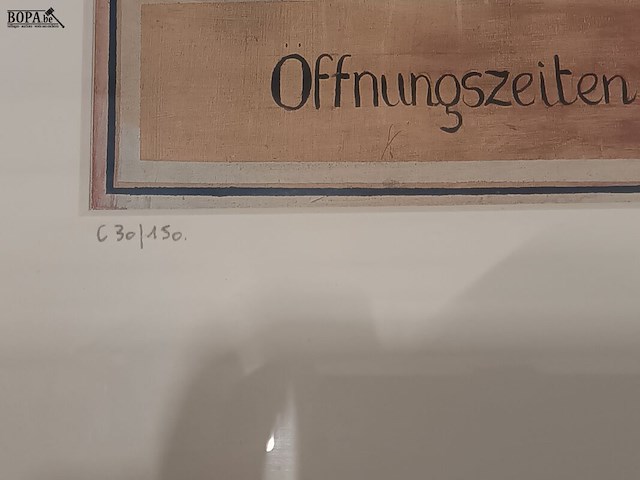 BOPA.be
Öffnungszeiten
C 30/150.